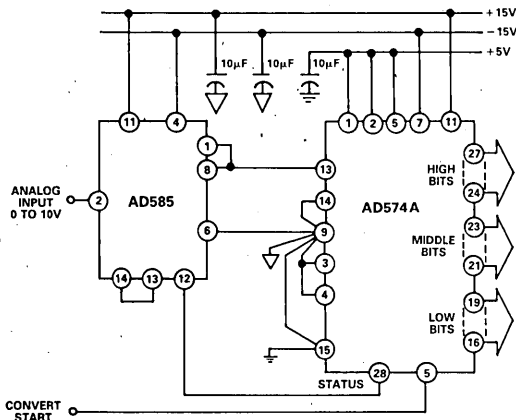 +15V
-15V
+5V
10µF 10µF 10µF
11 4 1 2 5 7 11
1
8 13 27
HIGH BITS
ANALOG INPUT 0 TO 10V
2 AD585 14 AD574A 24
6 9 23
MIDDLE BITS
3 21
14 13 12 4 19
LOW BITS
15 16
STATUS 28 5
CONVERT START